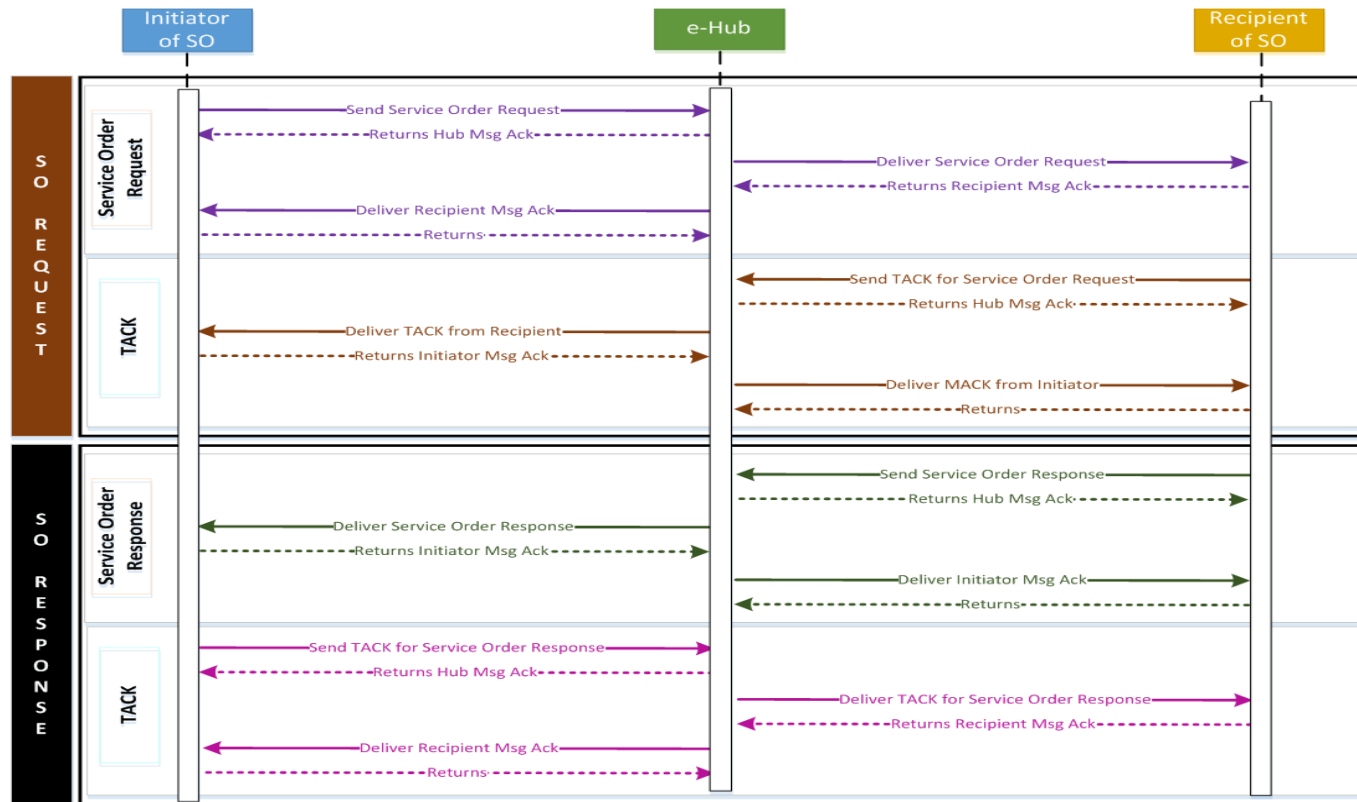 Initiator
of SO
e-Hub
Recipient
of SO
SO REQUEST
Service Order
Request
Send Service Order Request
Returns Hub Msg Ack
Deliver Service Order Request
Returns Recipient Msg Ack
Deliver Recipient Msg Ack
Returns
TACK
Send TACK for Service Order Request
Returns Hub Msg Ack
Deliver TACK from Recipient
Returns Initiator Msg Ack
Deliver MACK from Initiator
Returns
SO RESPONSE
Service Order
Response
Send Service Order Response
Returns Hub Msg Ack
Deliver Service Order Response
Returns Initiator Msg Ack
Deliver Initiator Msg Ack
Returns
TACK
Send TACK for Service Order Response
Returns Hub Msg Ack
Deliver TACK for Service Order Response
Returns Recipient Msg Ack
Deliver Recipient Msg Ack
Returns